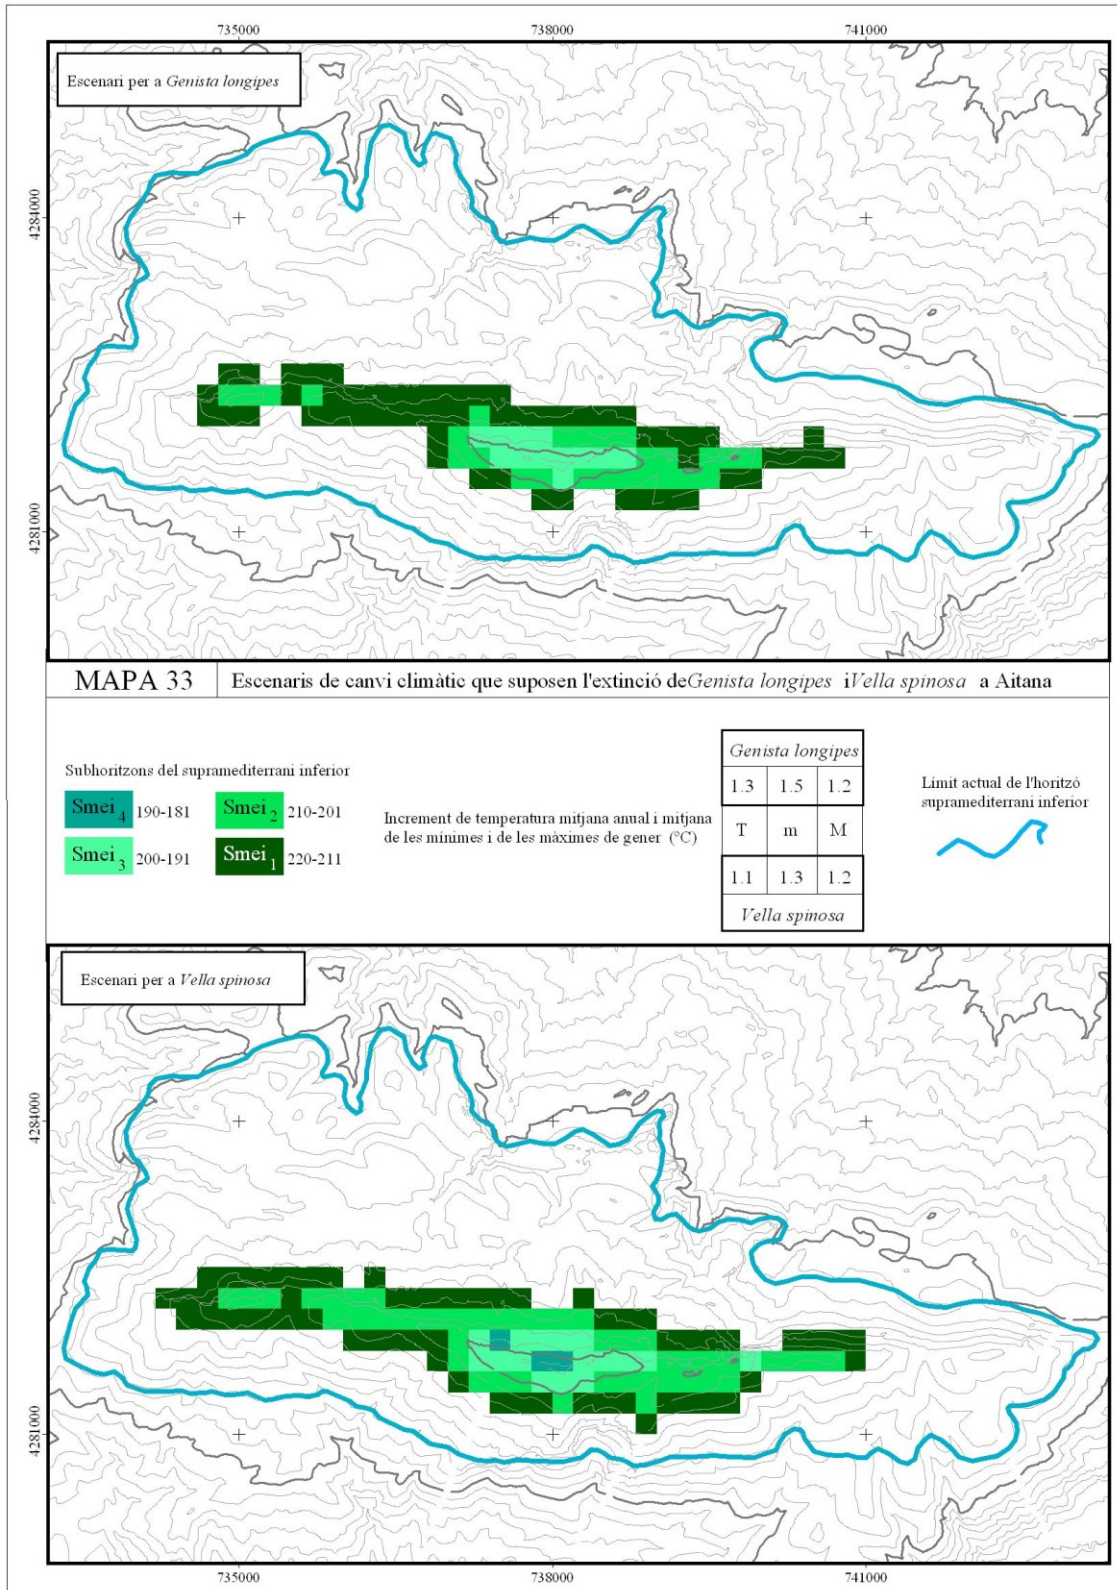 735000 738000 741000
Escenari per a Genista longipes
4284000
4281000
MAPA 33 Escenaris de canvi climàtic que suposen l'extinció deGenista longipes iVella spinosa a Aitana
Subhoritzons del supramediterrani inferior
Smei4 190-181 Smei2 210-201
Smei3 200-191 Smei1 220-211
Increment de temperatura mitjana anual i mitjana
de les mínimes i de les màximes de gener (°C)
Genista longipes
1.3 1.5 1.2
T m M
1.1 1.3 1.2
Vella spinosa
Límit actual de l'horitzó
supramediterrani inferior
Escenari per a Vella spinosa
4284000
4281000
735000 738000 741000